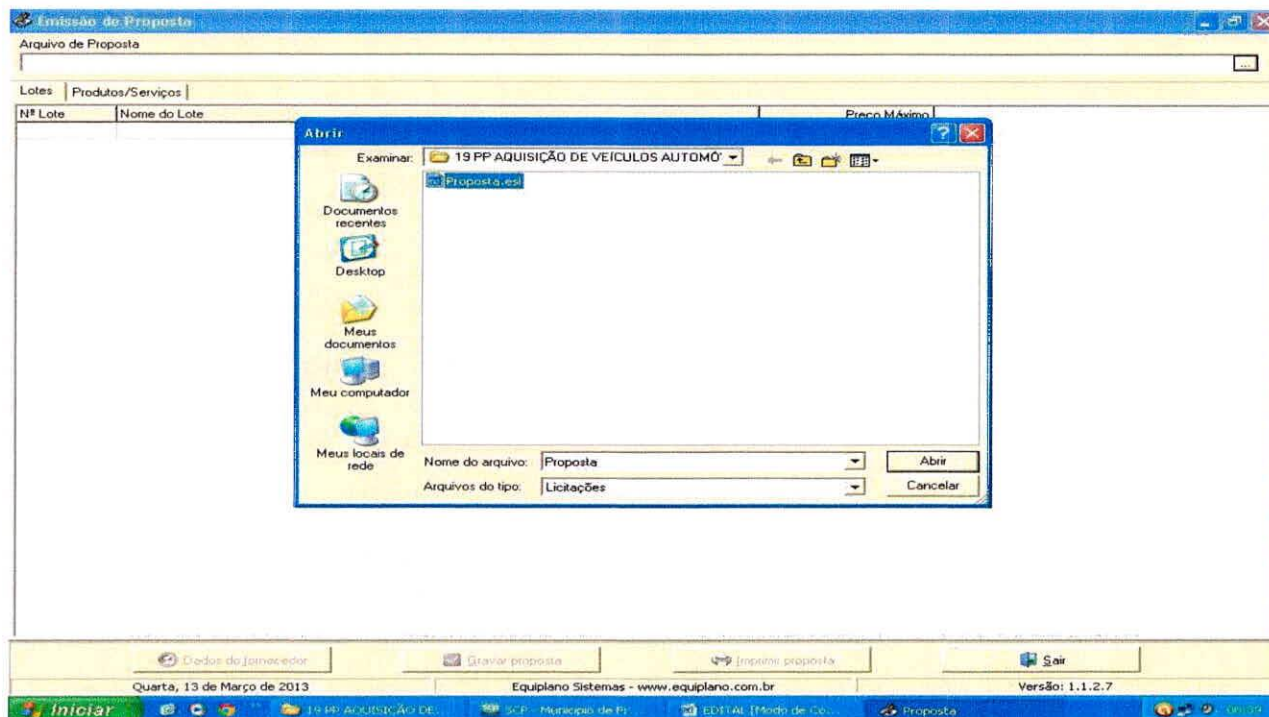 Emissão de Proposta
Arquivo de Proposta
...
Lotes Produtos/Serviços
Nº Lote Nome do Lote Preço Máximo
Abrir
Examinar: 19 PP AQUISIÇÃO DE VEÍCULOS AUTOMÓ
Proposta.esl
Documentos
recentes
Desktop
Meus
documentos
Meu computador
Meus locais de
rede
Nome do arquivo: Proposta Abrir
Arquivos do tipo: Licitações Cancelar
Dados do fornecedor Gravar proposta Imprimir proposta Sair
Quarta, 13 de Março de 2013 Equiplano Sistemas - www.equiplano.com.br Versão: 1.1.2.7
Iniciar 19 PP AQUISIÇÃO DE... SCP - Município de Pr... EDITAL [Modo de Co... Proposta